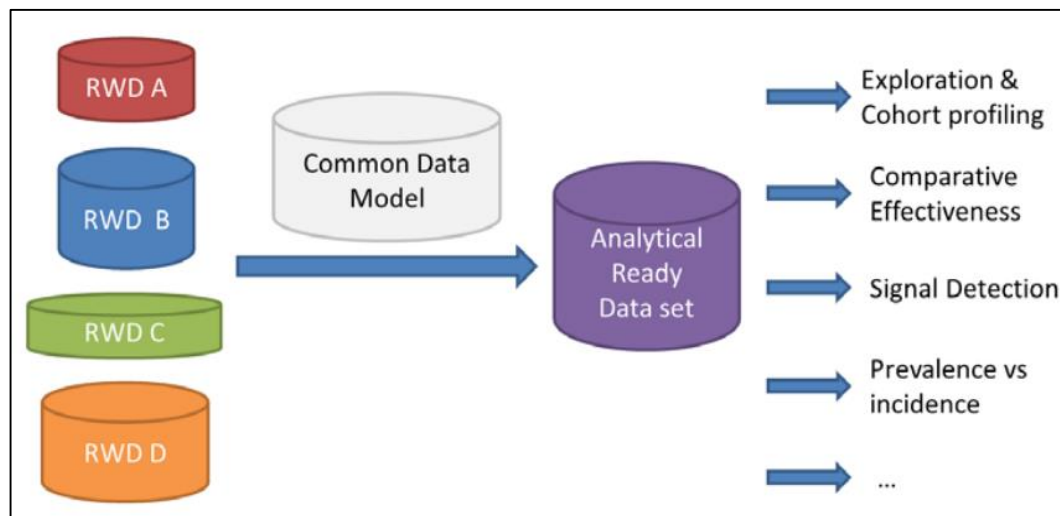 RWD A
RWD  B
RWD C
RWD D
Common Data
Model
Analytical
Ready
Data set
Exploration &
Cohort profiling
Comparative
Effectiveness
Signal Detection
Prevalence vs
incidence
...